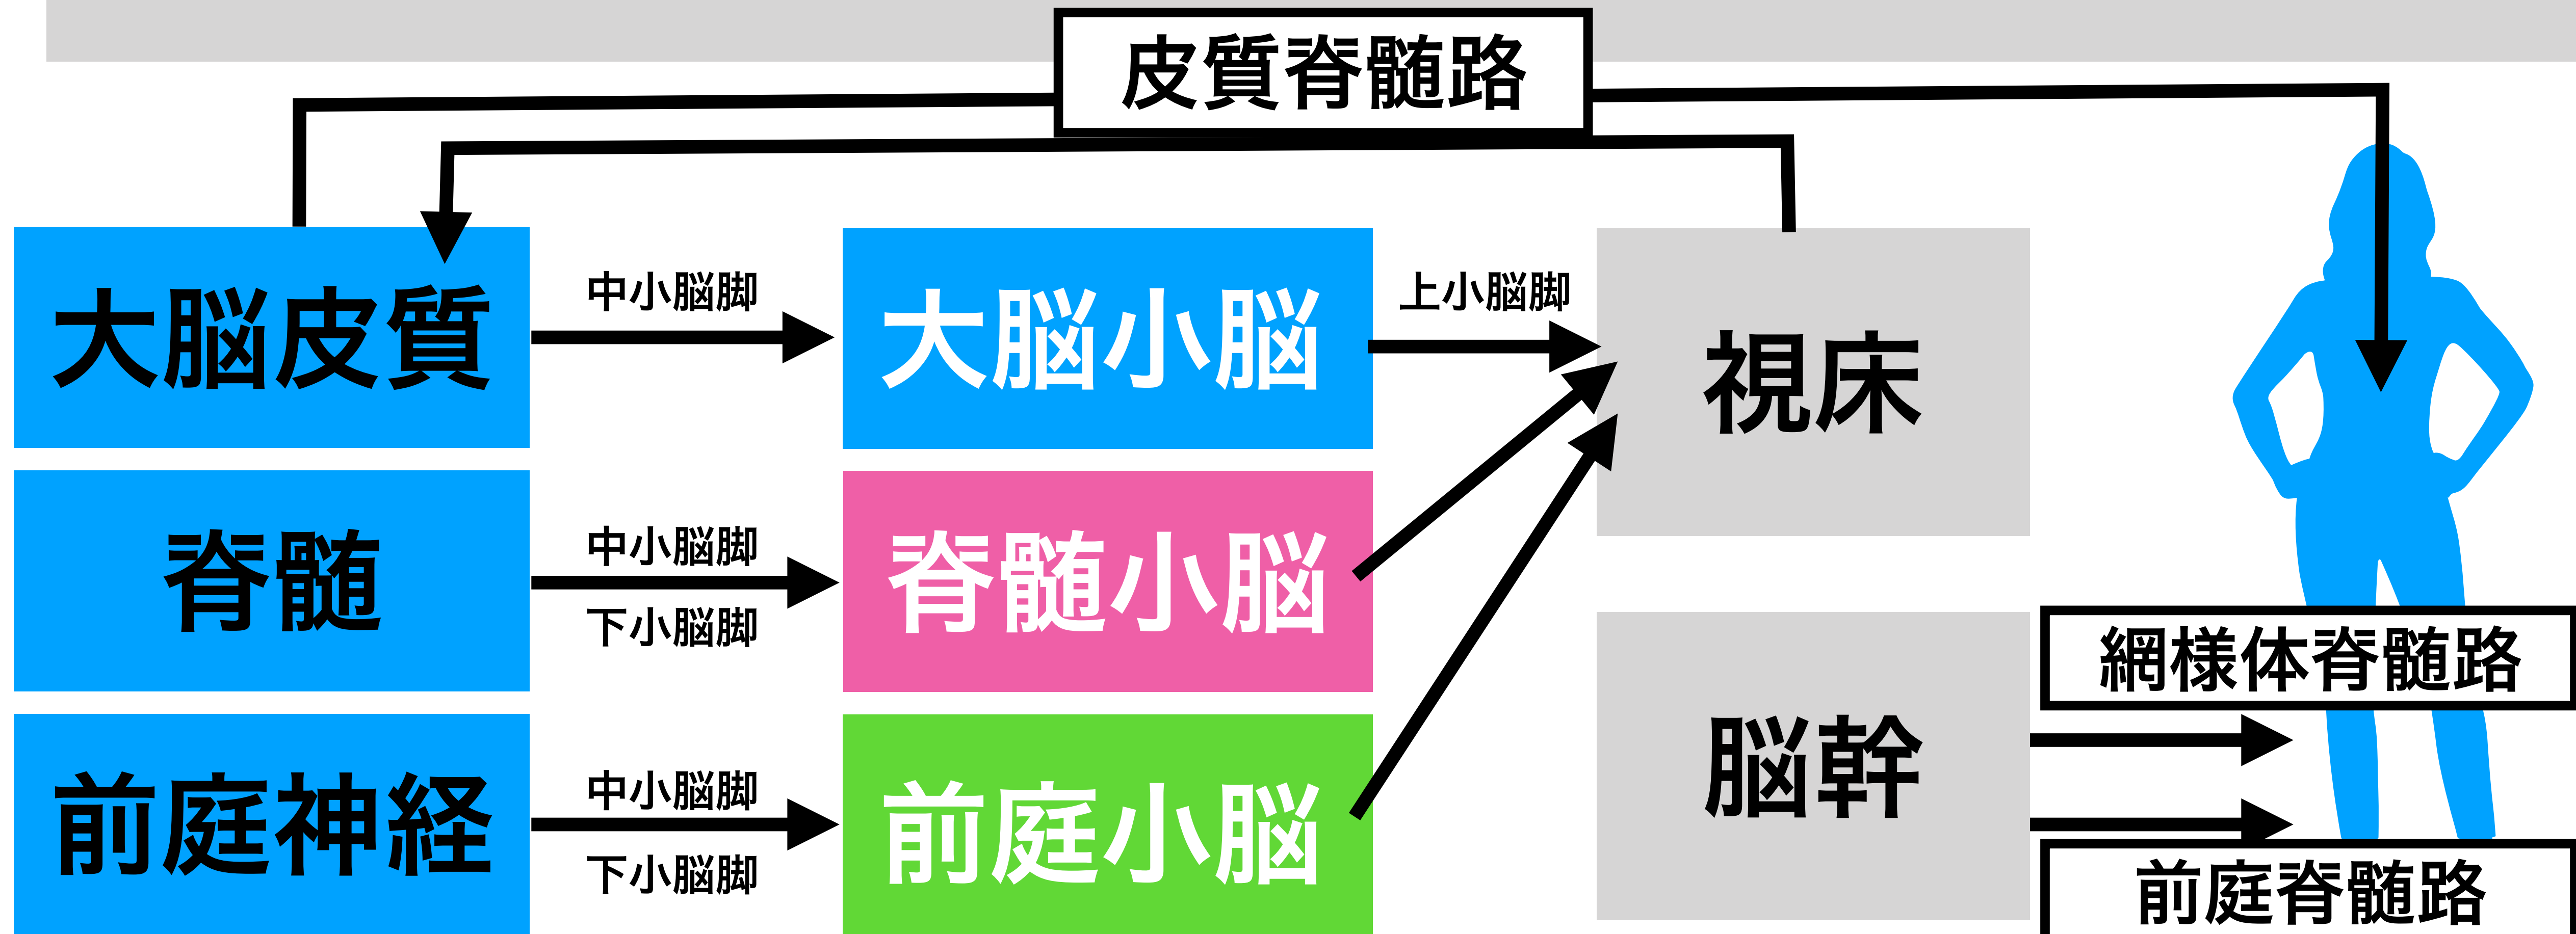 皮質脊髄路
大脳皮質
中小脳脚
大脳小脳
上小脳脚
視床
脊髄
中小脳脚
下小脳脚
脊髄小脳
前庭神経
中小脳脚
下小脳脚
前庭小脳
脳幹
網様体脊髄路
前庭脊髄路